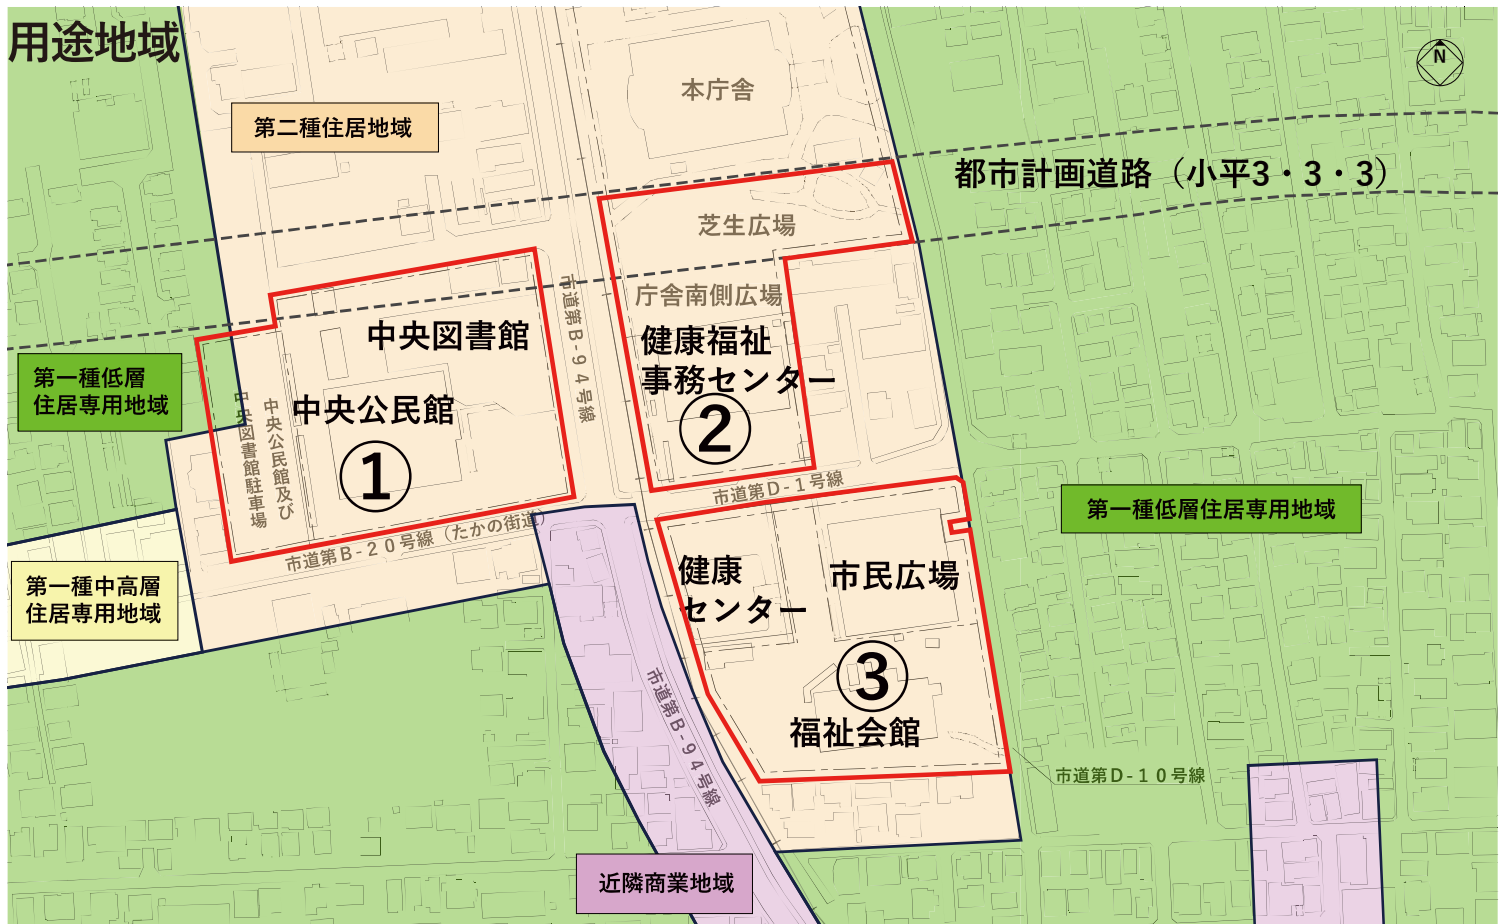 用途地域
N
本庁舎
第二種住居地域
都市計画道路（小平3・3・3）
芝生広場
庁舎南側広場
市道第Ｂ-９４号線
中央図書館
健康福祉
事務センター
②
第一種低層
住居専用地域
中央公民館
①
中央公民館及び
中央図書館駐車場
市道第Ｄ-１号線
市道第Ｂ-２０号線（たかの街道）
第一種低層住居専用地域
第一種中高層
住居専用地域
健康
センター
市民広場
③
福祉会館
市道第Ｂ-９４号線
市道第Ｄ-１０号線
近隣商業地域